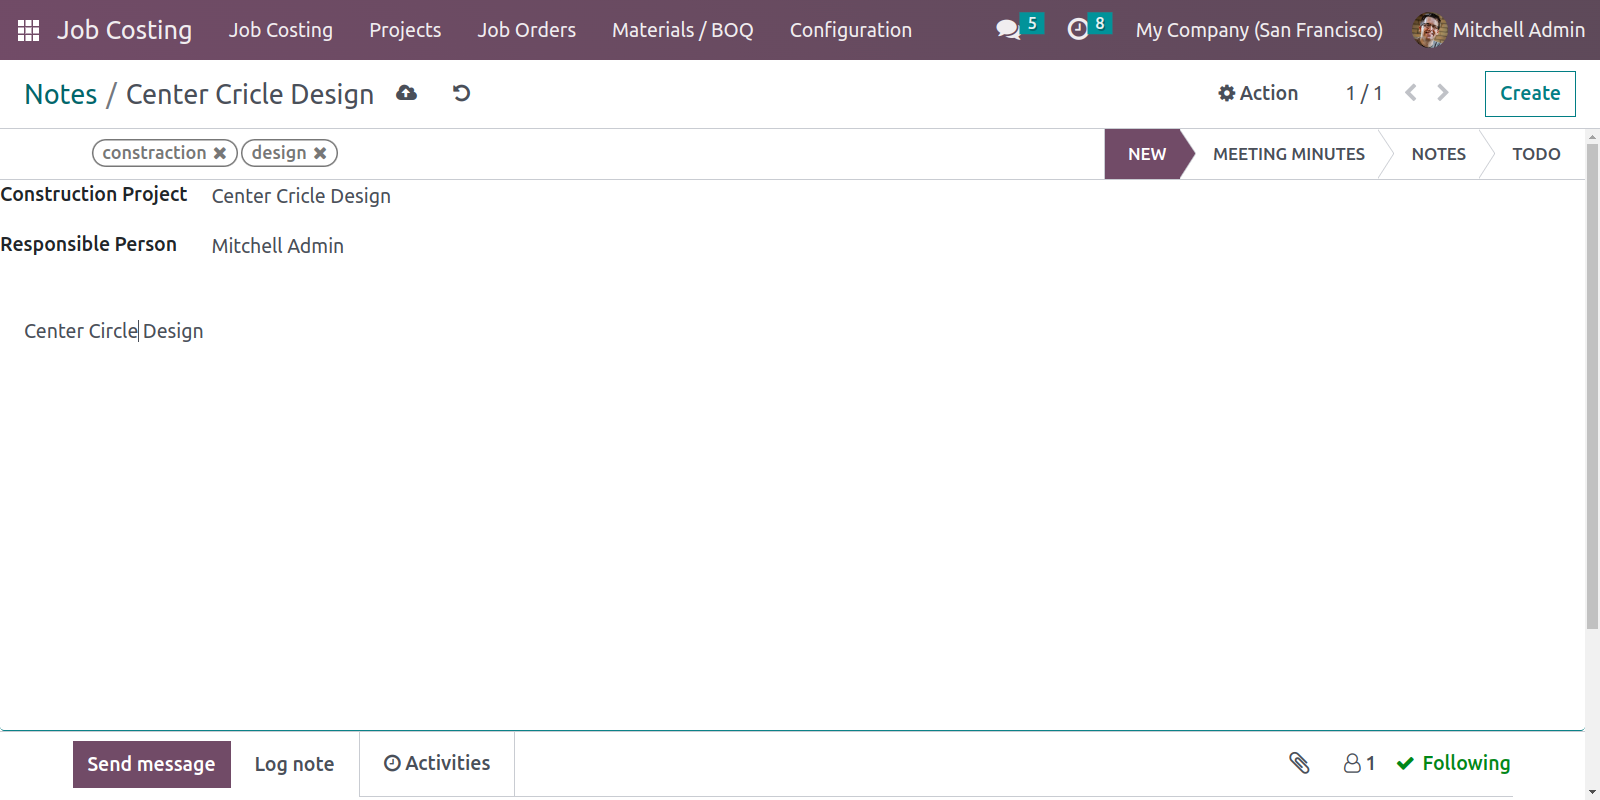 Job Costing Job Costing Projects Job Orders Materials / BOQ Configuration 5 8 My Company (San Francisco) Mitchell Admin
Notes / Center Cricle Design Action 1 / 1 Create
constraction design NEW MEETING MINUTES NOTES TODO
Construction Project Center Cricle Design
Responsible Person Mitchell Admin
Center Circle Design
Send message Log note Activities 1 Following